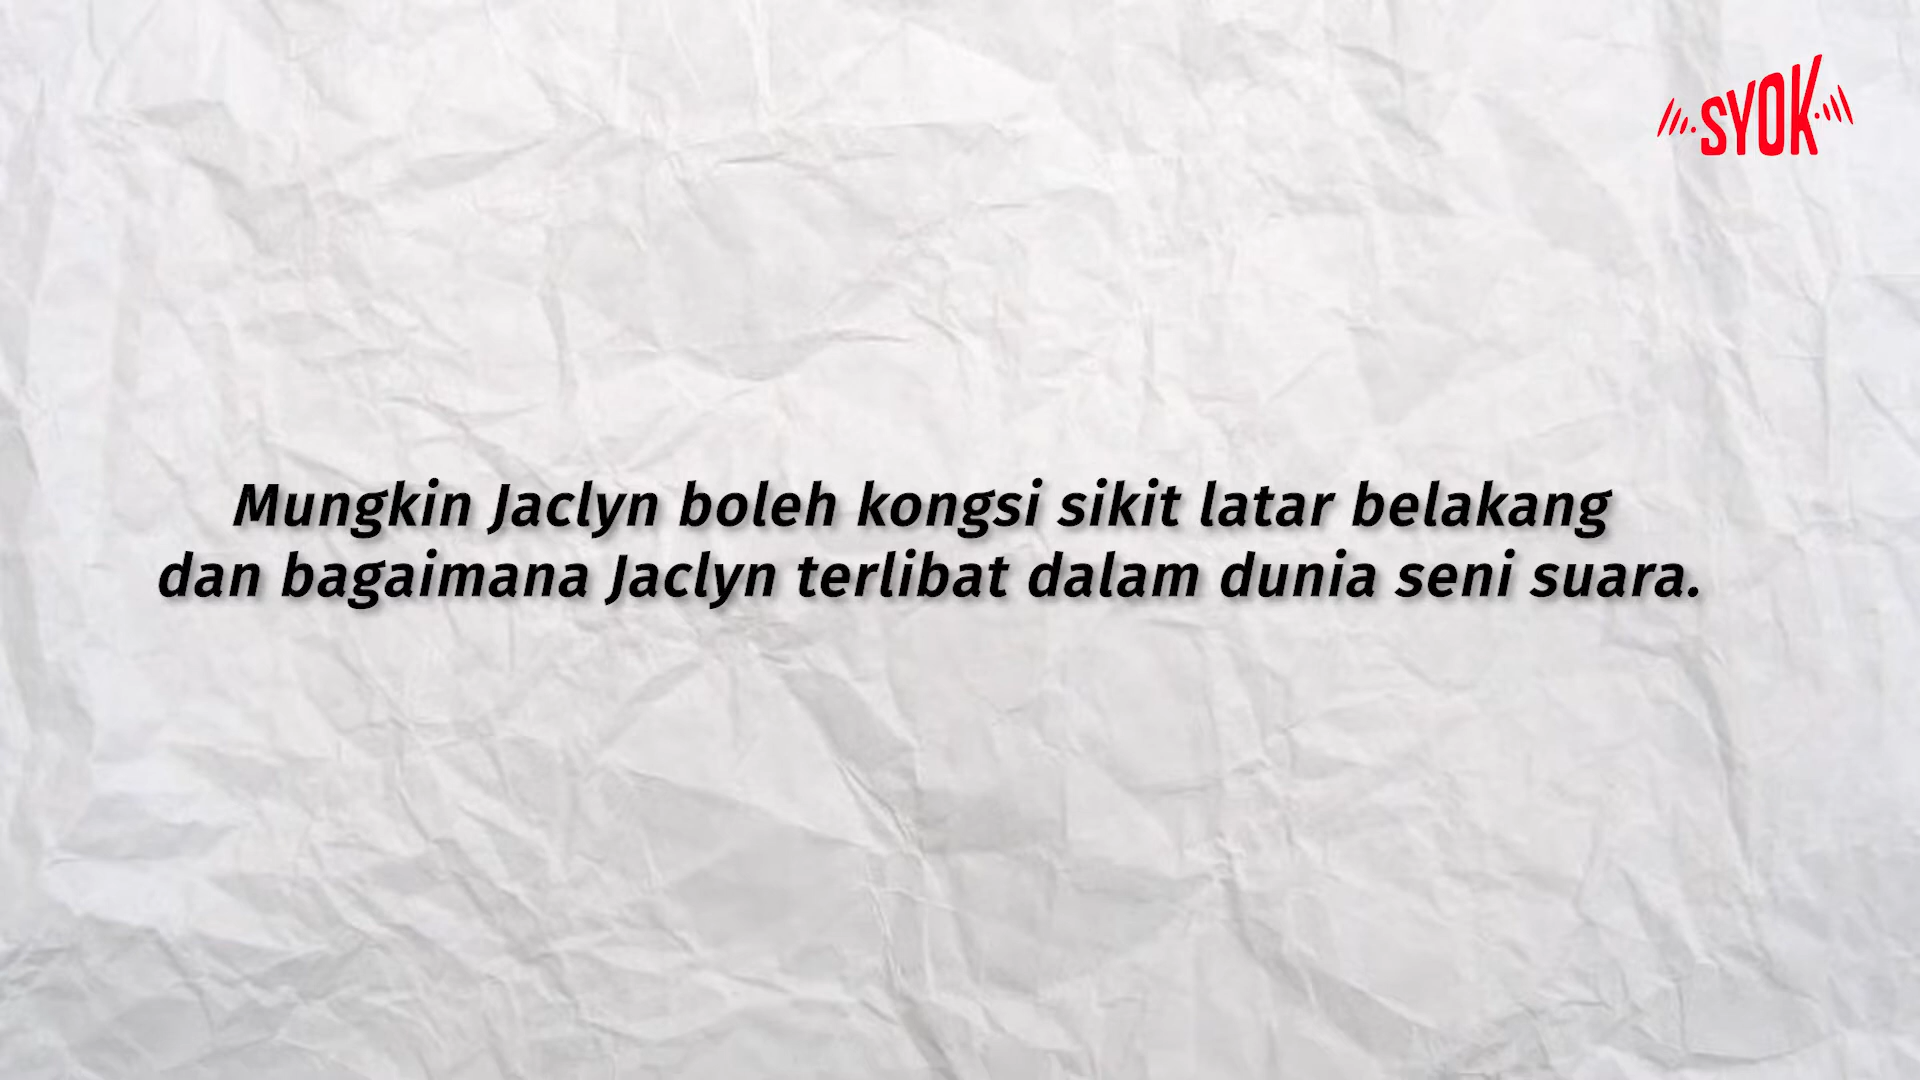 SYOK
Mungkin Jaclyn boleh kongsi sikit latar belakang
dan bagaimana Jaclyn terlibat dalam dunia seni suara.